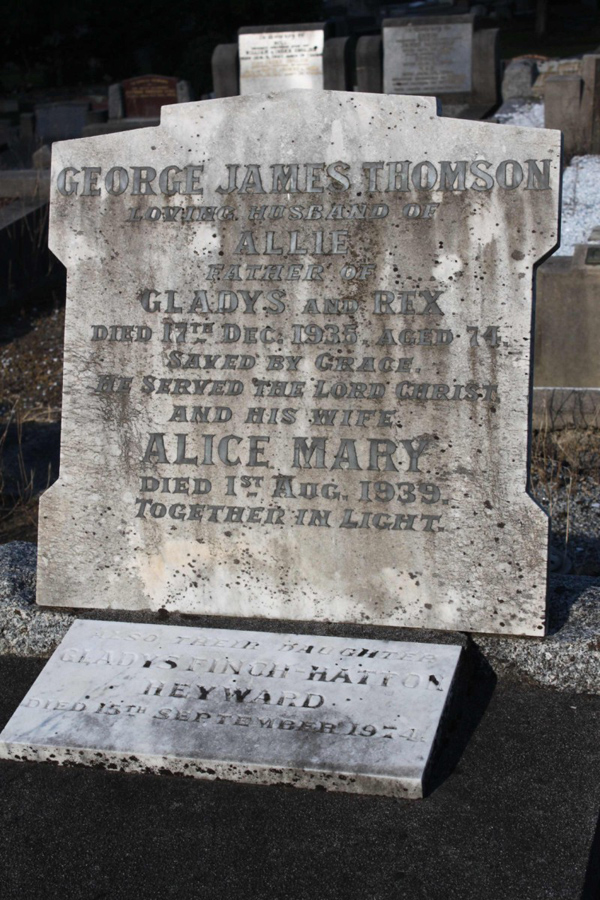 GEORGE JAMES THOMSON
LOVING HUSBAND OF
ALLIE
FATHER OF
GLADYS AND REX
DIED 17TH DEC. 1935, AGED 74.
SAVED BY GRACE.
HE SERVED THE LORD CHRIST.
AND HIS WIFE
ALICE MARY
DIED 1ST AUG. 1939.
TOGETHER IN LIGHT.
ALSO THEIR DAUGHTER
GLADYS FINCH-HATTON
HEYWARD
DIED 15TH SEPTEMBER 1974.